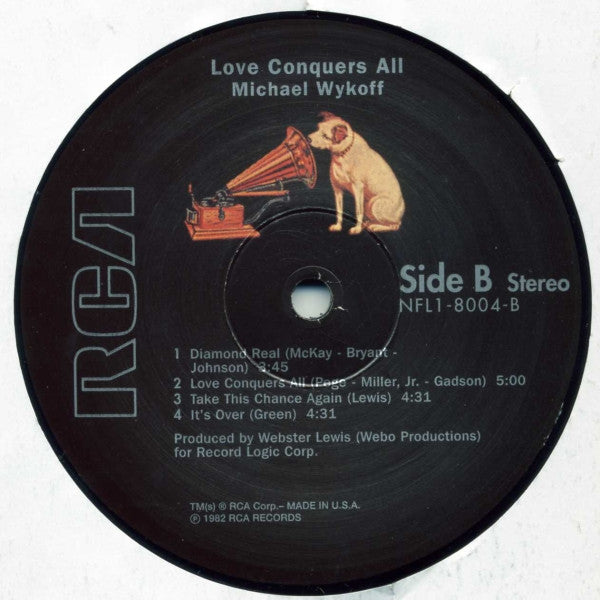 Love Conquers All
Michael Wykoff
RCA
Side B Stereo
NFL1-8004-B
1 Diamond Real (McKay - Bryant -
Johnson) 3:45
2 Love Conquers All (Page - Miller, Jr. - Gadson) 5:00
3 Take This Chance Again (Lewis) 4:31
4 It's Over (Green) 4:31
Produced by Webster Lewis (Webo Productions)
for Record Logic Corp.
TM(s) ® RCA Corp.– MADE IN U.S.A.
℗ 1982 RCA RECORDS